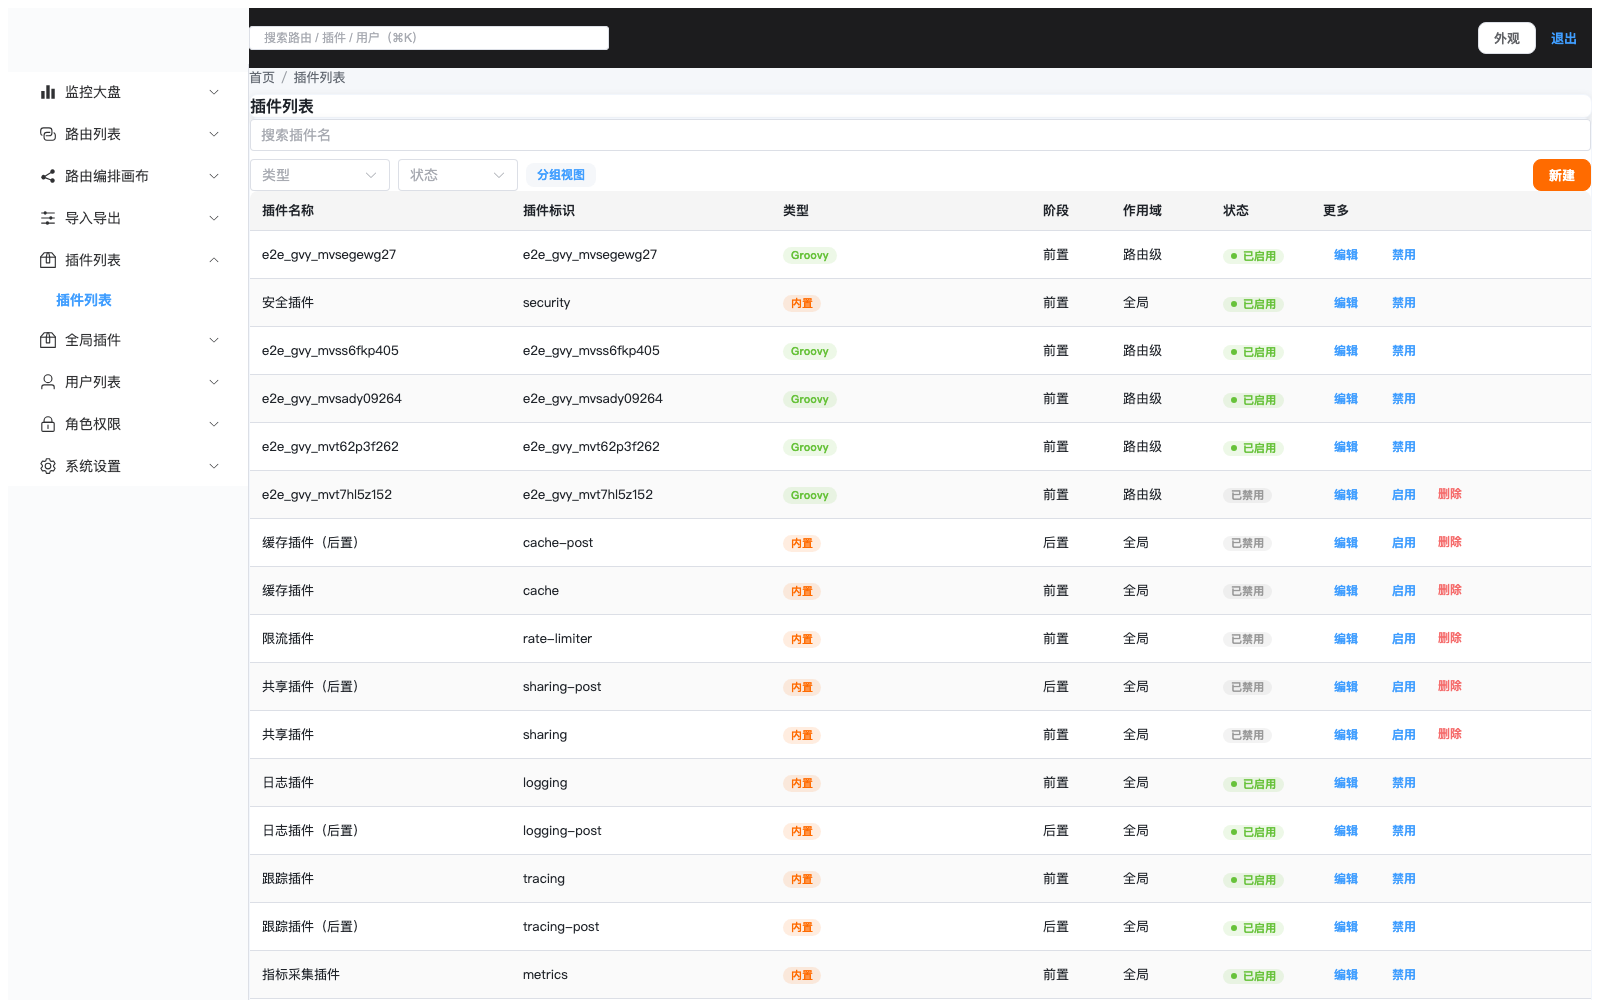 搜索路由 / 插件 / 用户（⌘K）
外观
退出
监控大盘
路由列表
路由编排画布
导入导出
插件列表
插件列表
全局插件
用户列表
角色权限
系统设置
首页 / 插件列表
插件列表
搜索插件名
类型 状态 分组视图 新建
插件名称 插件标识 类型 阶段 作用域 状态 更多
e2e_gvy_mvsegewg27 e2e_gvy_mvsegewg27 Groovy 前置 路由级 已启用 编辑 禁用
安全插件 security 内置 前置 全局 已启用 编辑 禁用
e2e_gvy_mvss6fkp405 e2e_gvy_mvss6fkp405 Groovy 前置 路由级 已启用 编辑 禁用
e2e_gvy_mvsady09264 e2e_gvy_mvsady09264 Groovy 前置 路由级 已启用 编辑 禁用
e2e_gvy_mvt62p3f262 e2e_gvy_mvt62p3f262 Groovy 前置 路由级 已启用 编辑 禁用
e2e_gvy_mvt7hl5z152 e2e_gvy_mvt7hl5z152 Groovy 前置 路由级 已禁用 编辑 启用 删除
缓存插件（后置） cache-post 内置 后置 全局 已禁用 编辑 启用 删除
缓存插件 cache 内置 前置 全局 已禁用 编辑 启用 删除
限流插件 rate-limiter 内置 前置 全局 已禁用 编辑 启用 删除
共享插件（后置） sharing-post 内置 后置 全局 已禁用 编辑 启用 删除
共享插件 sharing 内置 前置 全局 已禁用 编辑 启用 删除
日志插件 logging 内置 前置 全局 已启用 编辑 禁用
日志插件（后置） logging-post 内置 后置 全局 已启用 编辑 禁用
跟踪插件 tracing 内置 前置 全局 已启用 编辑 禁用
跟踪插件（后置） tracing-post 内置 后置 全局 已启用 编辑 禁用
指标采集插件 metrics 内置 前置 全局 已启用 编辑 禁用